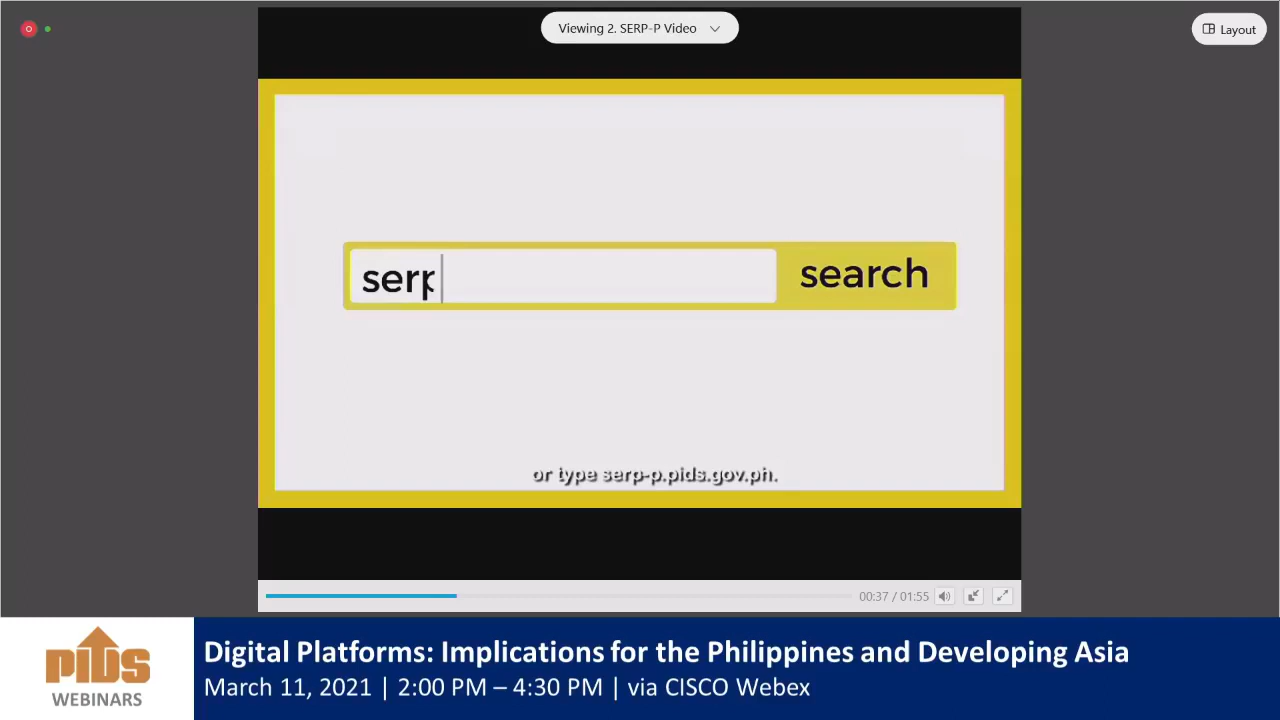 Viewing 2. SERP-P Video
Layout
serp
search
or type serp-p.pids.gov.ph.
00:37 / 01:55
pids
WEBINARS
Digital Platforms: Implications for the Philippines and Developing Asia
March 11, 2021 | 2:00 PM – 4:30 PM | via CISCO Webex